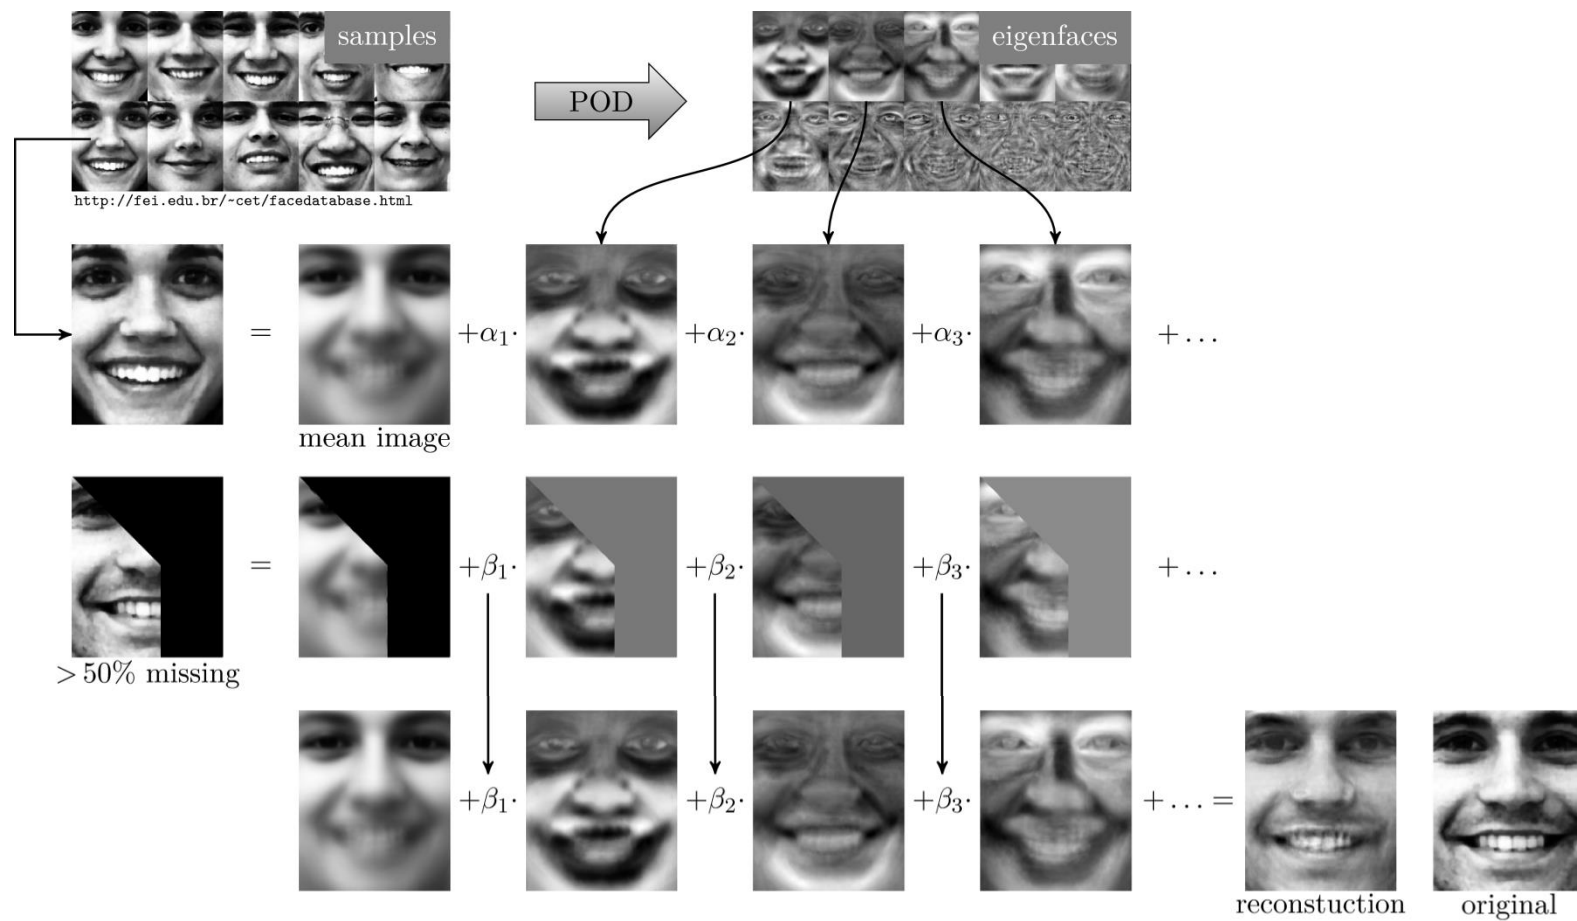 samples
eigenfaces
POD
http://fei.edu.br/~cet/facedatabase.html
= +α₁· +α₂· +α₃· + ...
mean image
= +β₁· +β₂· +β₃· + ...
> 50% missing
+β₁· +β₂· +β₃· + ... =
reconstuction
original